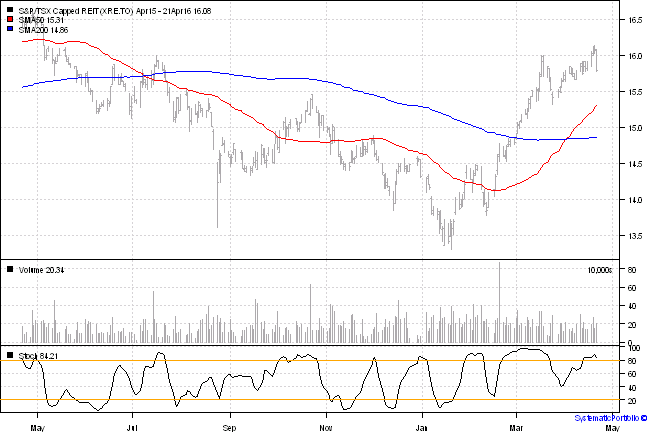 S&P/TSX Capped REIT (XRE.TO) Apr15 - 21Apr16 16.08
SMA50 15.31
SMA200 14.86
16.5
16.0
15.5
15.0
14.5
14.0
13.5
Volume 20.34
10,000s
80
60
40
20
0
Stoch 84.21
100
80
60
40
20
May
Jul
Sep
Nov
Jan
Mar
May
SystematicPortfolio ©